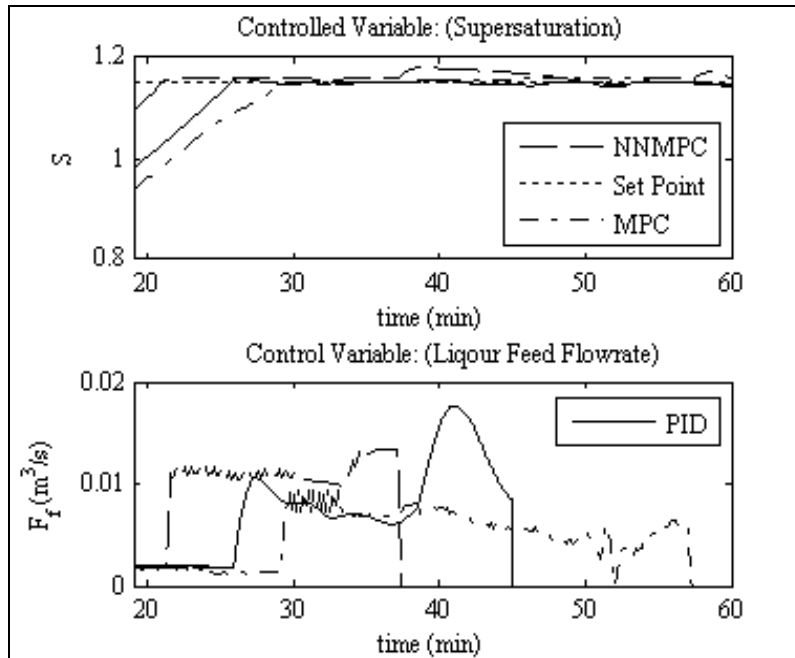 Controlled Variable: (Supersaturation)
1.2
1
0.8
S
NNMPC
Set Point
MPC
20
30
40
50
60
time (min)
Control Variable: (Liqour Feed Flowrate)
0.02
0.01
0
F_f (m^3/s)
PID
20
30
40
50
60
time (min)